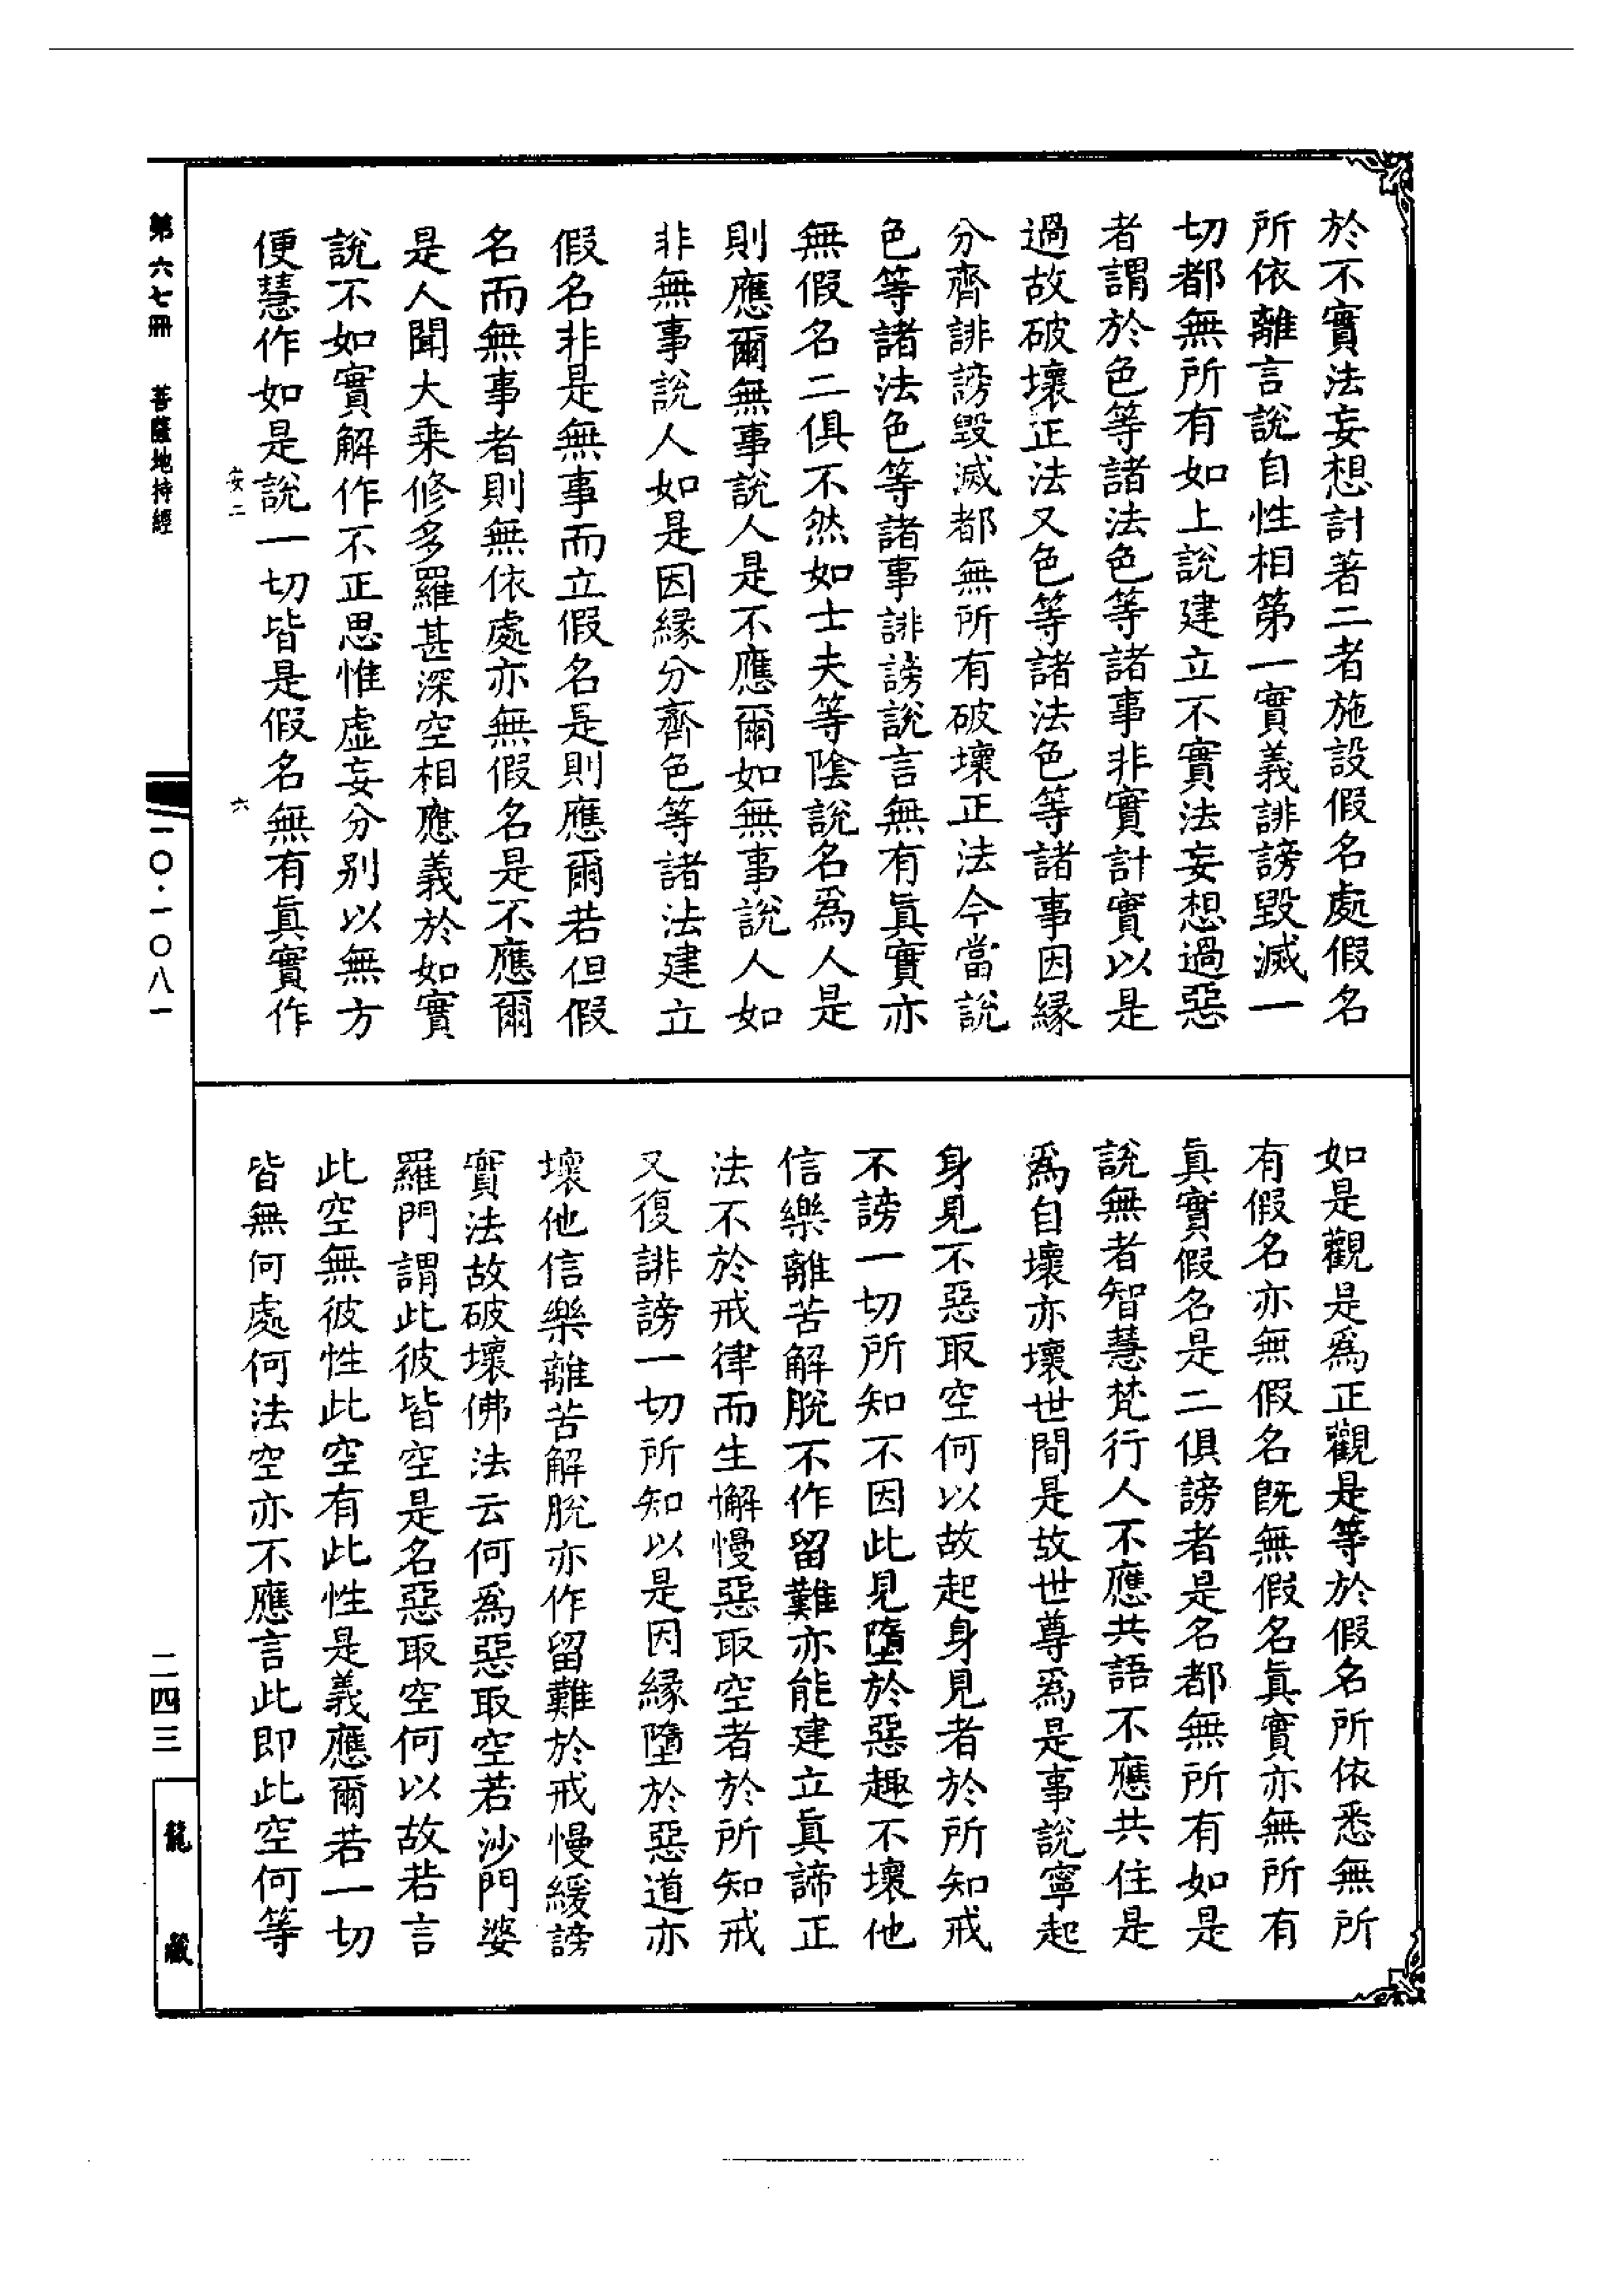 於不實法妄想計著二者施設假名處假名
所依離言說自性相第一實義誹謗毀滅一
切都無所有如上說建立不實法妄想過惡
者謂於色等諸法色等諸事非實計實以是
過故破壞正法又色等諸法色等諸事因緣
分齊誹謗毀滅都無所有破壞正法今當說
色等諸法色等諸事誹謗說言無有眞實亦
無假名二俱不然如士夫等陰說名爲人是
則應爾無事說人是不應爾如無事說人如
非無事說人如是因緣分齊色等諸法建立
假名非是無事而立假名是則應爾若但假
名而無事者則無依處亦無假名是不應爾
是人聞大乘修多羅甚深空相應義於如實
說不如實解作不正思惟虛妄分別以無方
便慧作如是說一切皆是假名無有眞實作
妄二
六
如是觀是爲正觀是等於假名所依悉無所
有假名亦無假名既無假名眞實亦無所有
眞實假名是二俱謗者是名都無所有如是
說無者智慧梵行人不應共語不應共住是
爲自壞亦壞世間是故世尊爲是事說寧起
身見不惡取空何以故起身見者於所知戒
不謗一切所知不因此見墮於惡趣不壞他
信樂離苦解脫不作留難亦能建立眞諦正
法不於戒律而生懈慢惡取空者於所知戒
又復誹謗一切所知以是因緣墮於惡道亦
壞他信樂離苦解脫亦作留難於戒慢緩謗
實法故破壞佛法云何爲惡取空若沙門婆
羅門謂此彼皆空是名惡取空何以故若言
此空無彼性此空有此性是義應爾若一切
皆無何處何法空亦不應言此即此空何等
第六七冊　菩薩地持經
一〇·一〇八一
二四三
龍藏